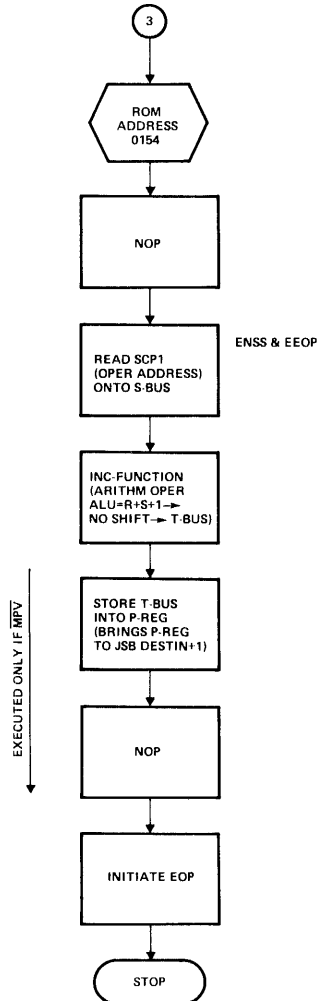 3
ROM
ADDRESS
0154
NOP
READ SCP1
(OPER ADDRESS)
ONTO S-BUS
ENSS & EEOP
INC-FUNCTION
(ARITHM OPER
ALU=R+S+1→
NO SHIFT→ T-BUS)
EXECUTED ONLY IF M̅P̅V̅
STORE T-BUS
INTO P-REG
(BRINGS P-REG
TO JSB DESTIN+1)
NOP
INITIATE EOP
STOP